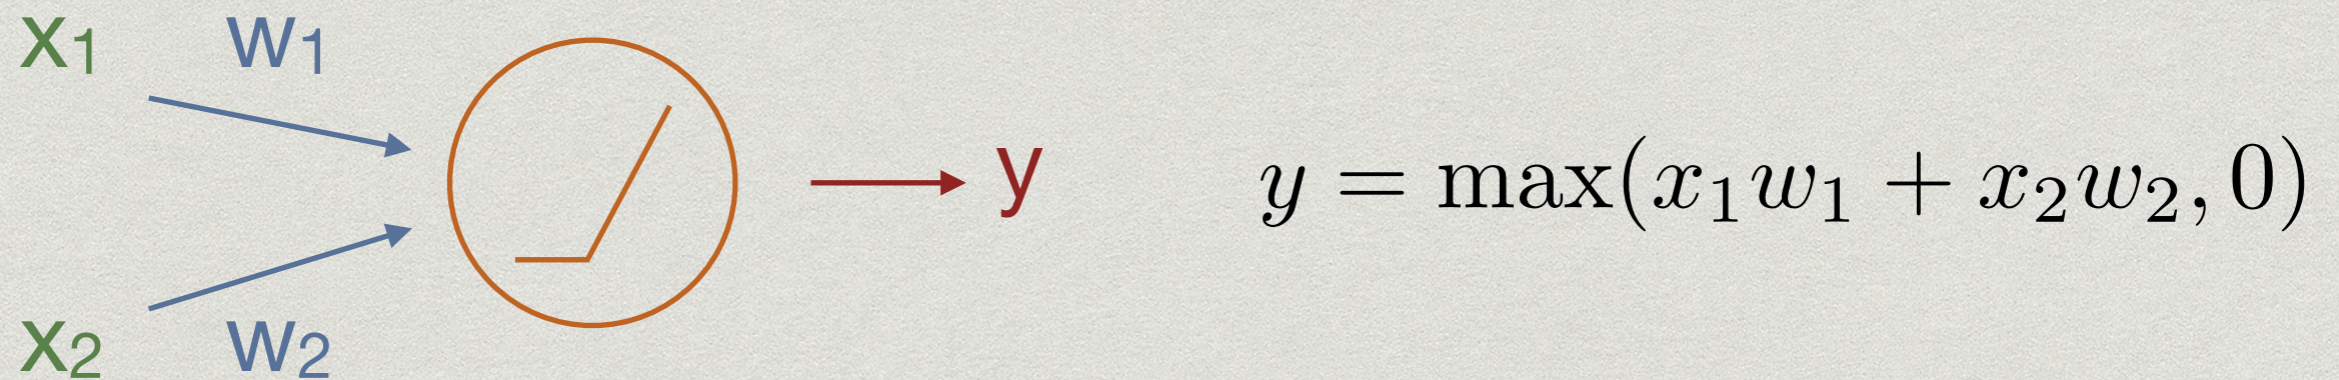 x₁ w₁
y
y = max(x₁w₁ + x₂w₂, 0)
x₂ w₂